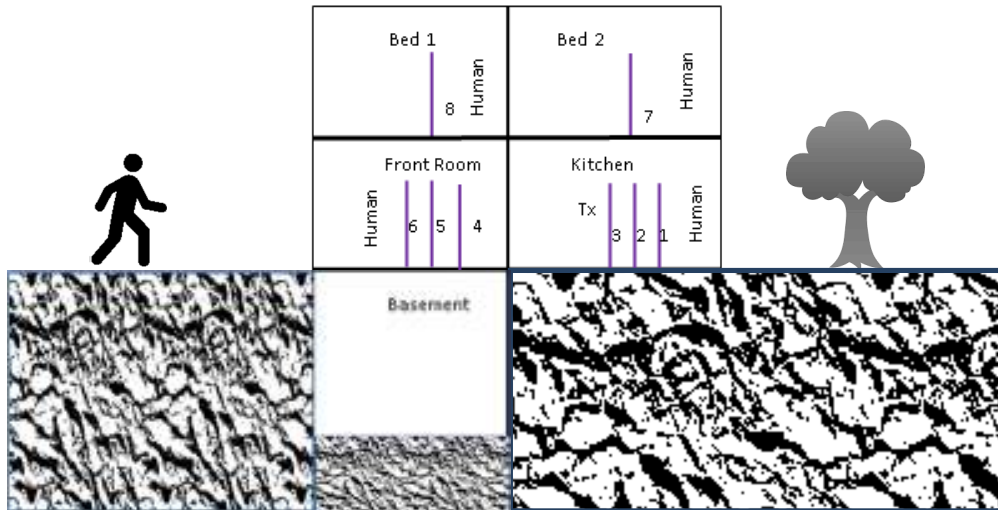 Bed 1
Bed 2
Human
Human
8
7
Front Room
Kitchen
Human
6
5
4
Tx
3
2
1
Human
Basement